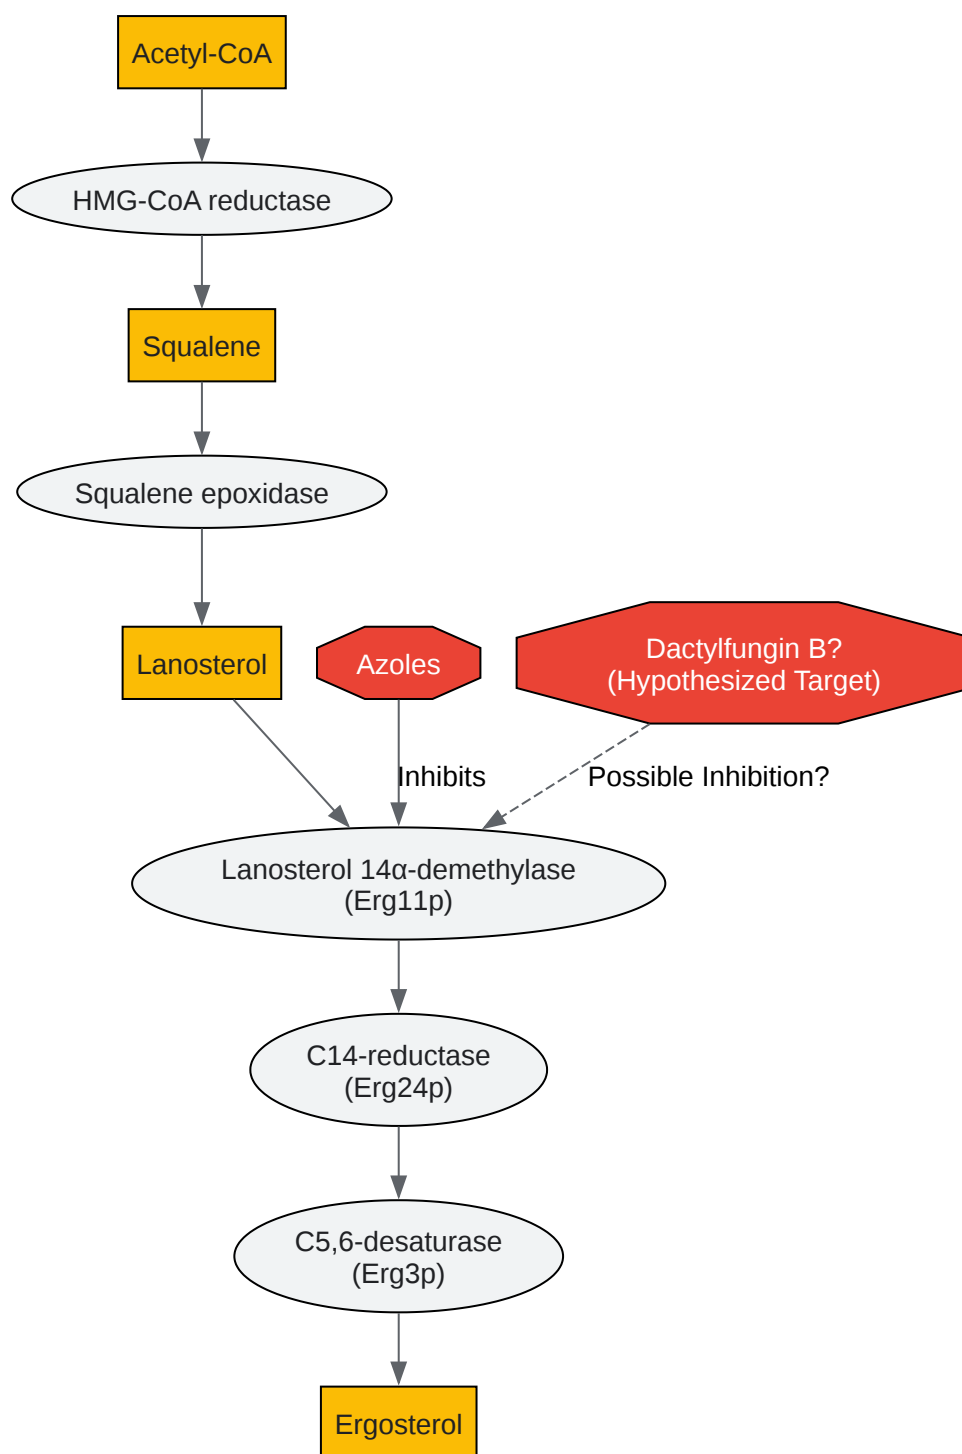 Acetyl-CoA
HMG-CoA reductase
Squalene
Squalene epoxidase
Lanosterol
Azoles
Dactylfungin B?
(Hypothesized Target)
Inhibits
Possible Inhibition?
Lanosterol 14α-demethylase
(Erg11p)
C14-reductase
(Erg24p)
C5,6-desaturase
(Erg3p)
Ergosterol